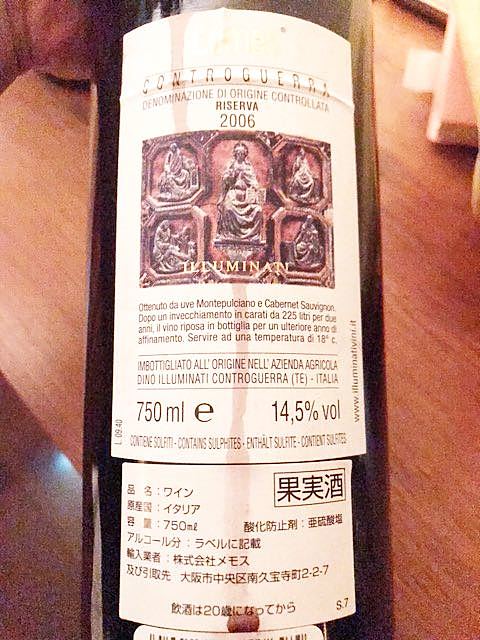 CONTROGUERRA
DENOMINAZIONE DI ORIGINE CONTROLLATA
RISERVA
2006
ILLUMINATI
Ottenuto da uve Montepulciano e Cabernet Sauvignon.
Dopo un invecchiamento in carati da 225 litri per due
anni, il vino riposa in bottiglia per un ulteriore anno di
affinamento. Servire ad una temperatura di 18° c.
IMBOTTIGLIATO ALL' ORIGINE NELL' AZIENDA AGRICOLA
DINO ILLUMINATI CONTROGUERRA (TE) - ITALIA
750 ml e 14,5% vol
CONTIENE SOLFITI - CONTAINS SULPHITES - ENTHÄLT SULFITE - CONTIENT SULFITES
L 09.40
www.illuminativini.it
果実酒
品 名：ワイン
原産国：イタリア
容 量：750㎖ 酸化防止剤：亜硫酸塩
アルコール分：ラベルに記載
輸入業者：株式会社メモス
及び引取先 大阪市中央区南久宝寺町2-2-7
飲酒は20歳になってから S.7